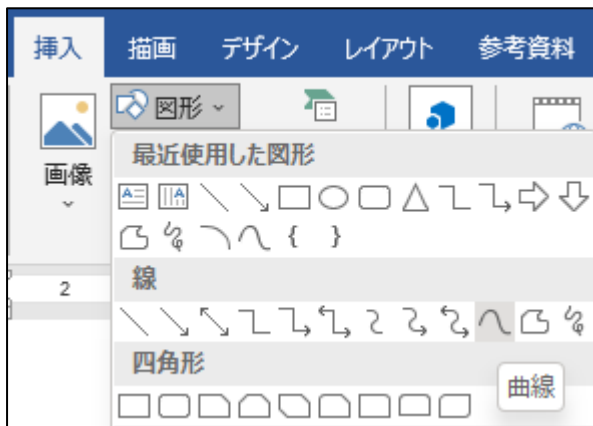 挿入 描画 デザイン レイアウト 参考資料
図形
画像
最近使用した図形
2
線
四角形
曲線